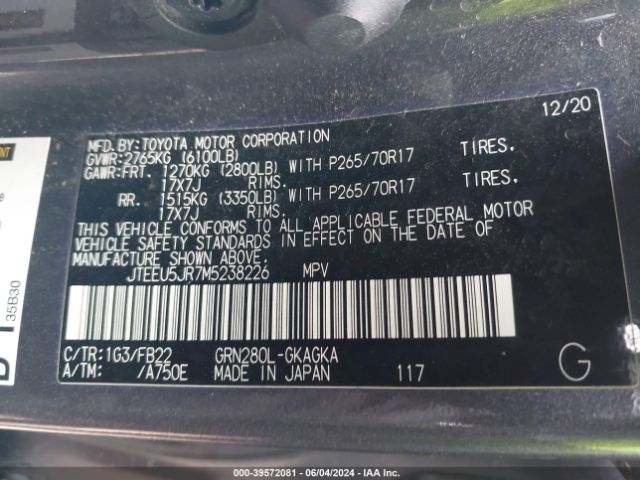 12/20
MFD.BY:TOYOTA MOTOR CORPORATION
GVWR:2765KG (6100LB)
GAWR:FRT. 1270KG (2800LB) WITH P265/70R17 TIRES.
17X7J RIMS.
RR. 1515KG (3350LB) WITH P265/70R17 TIRES.
17X7J RIMS.
THIS VEHICLE CONFORMS TO ALL APPLICABLE FEDERAL MOTOR
VEHICLE SAFETY STANDARDS IN EFFECT ON THE DATE OF
MANUFACTURE SHOWN ABOVE.
JTEEU5JR7M5238226 MPV
C/TR:1G3/FB22 GRN280L-GKAGKA
A/TM: /A750E MADE IN JAPAN 117 G
35B30
000-39572081 - 06/04/2024 - IAA Inc.